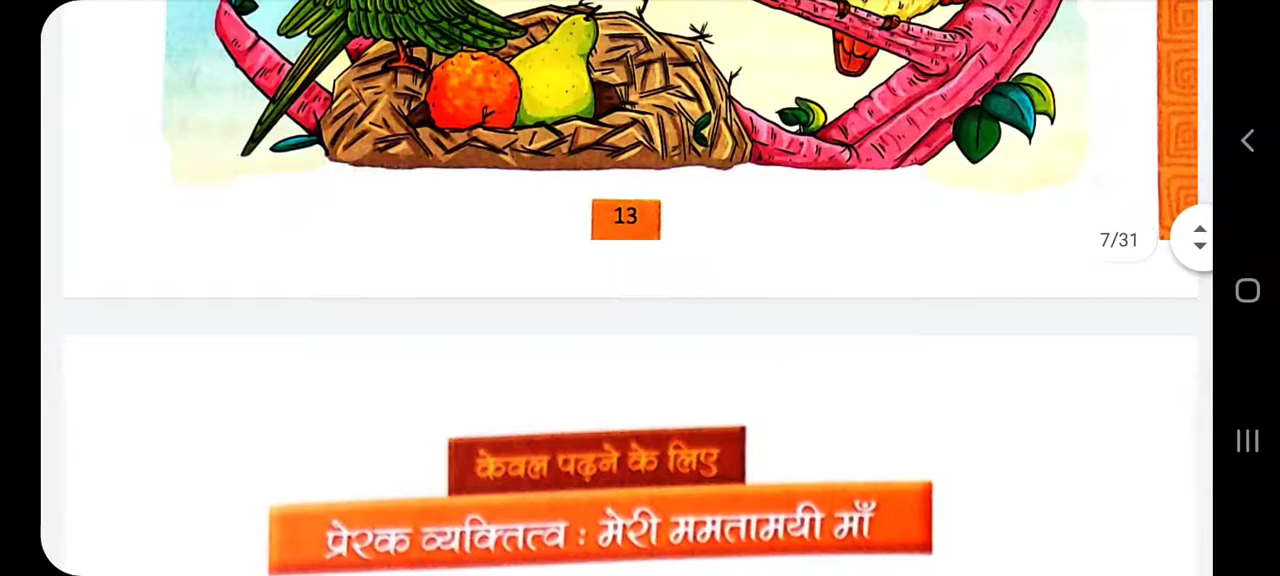 13
7/31
केवल पढ़ने के लिए
प्रेरक व्यक्तित्व : मेरी ममतामयी माँ